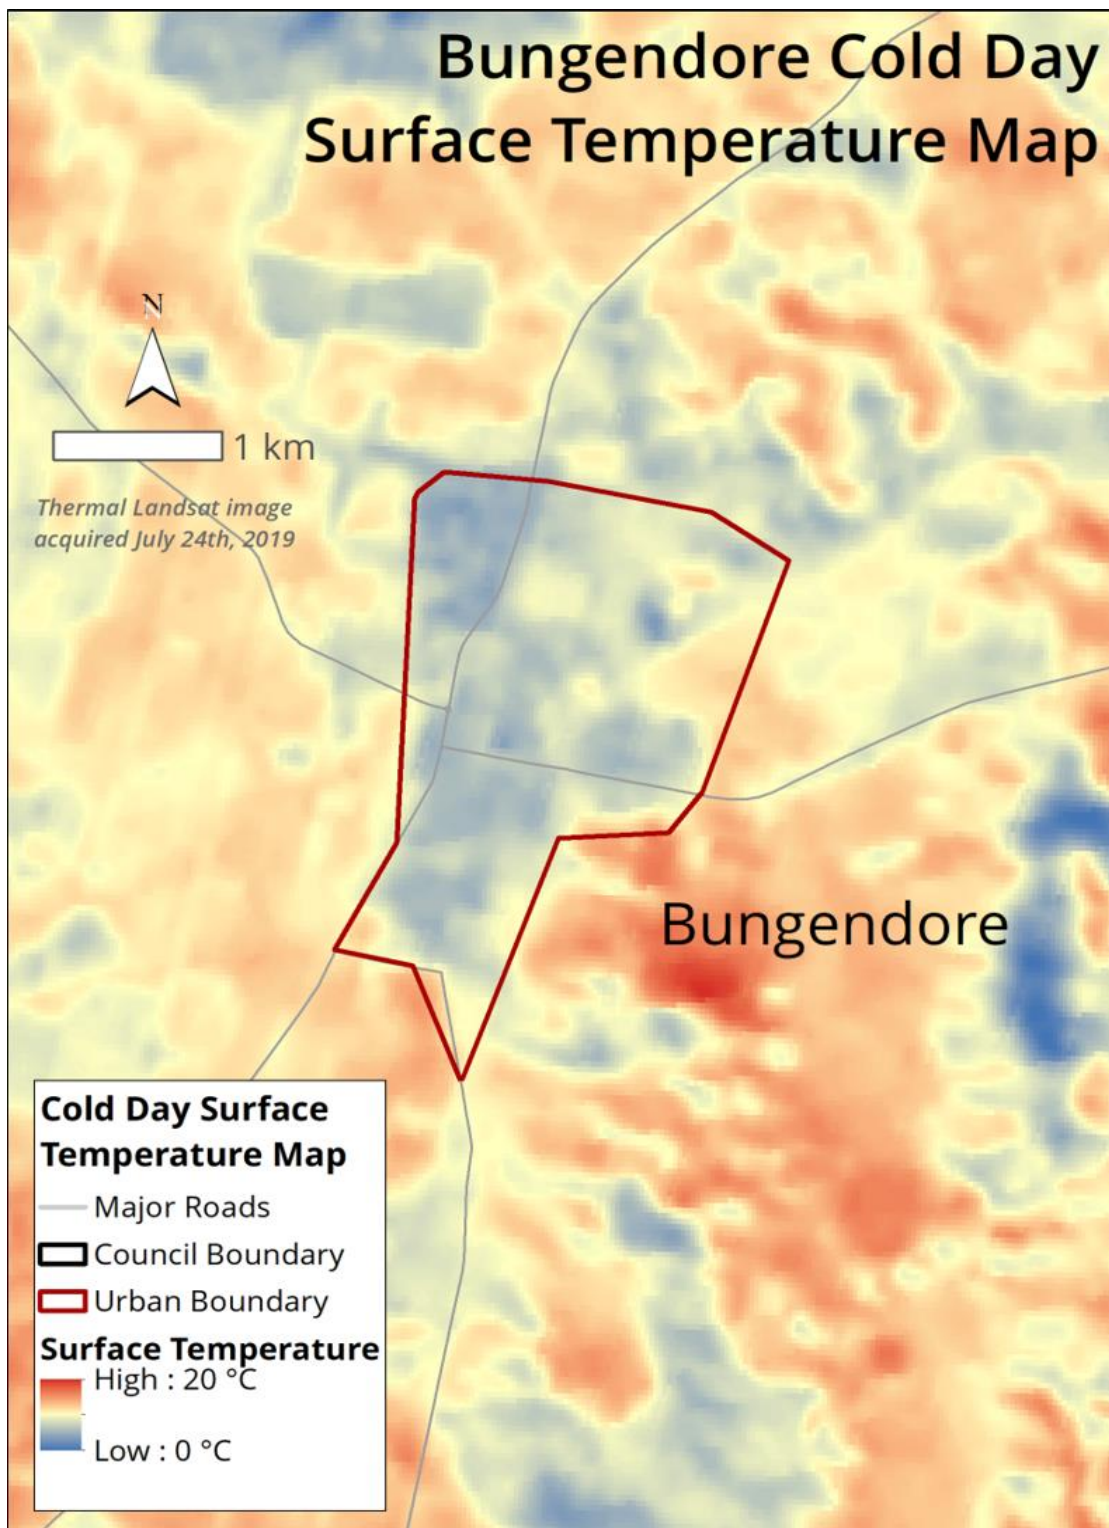 Bungendore Cold Day
Surface Temperature Map
N
1 km
Thermal Landsat image
acquired July 24th, 2019
Bungendore
Cold Day Surface
Temperature Map
Major Roads
Council Boundary
Urban Boundary
Surface Temperature
High : 20 °C
Low : 0 °C